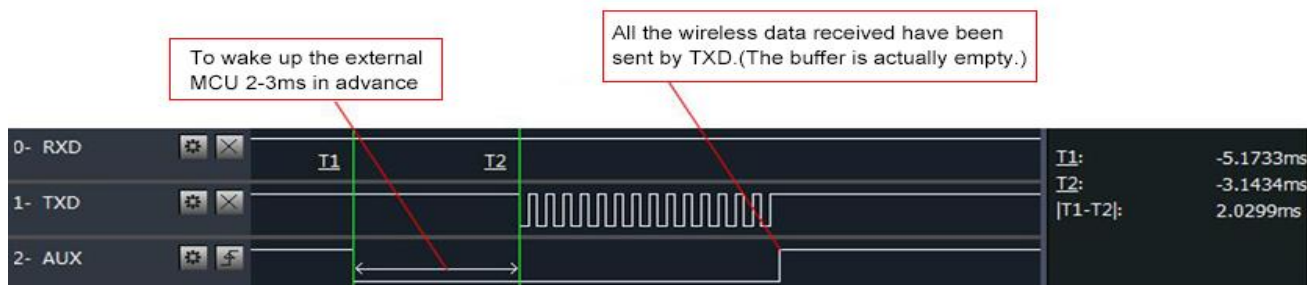 To wake up the external
MCU 2-3ms in advance
All the wireless data received have been
sent by TXD.(The buffer is actually empty.)
0- RXD
T1
T2
1- TXD
2- AUX
T1: -5.1733ms
T2: -3.1434ms
|T1-T2|: 2.0299ms